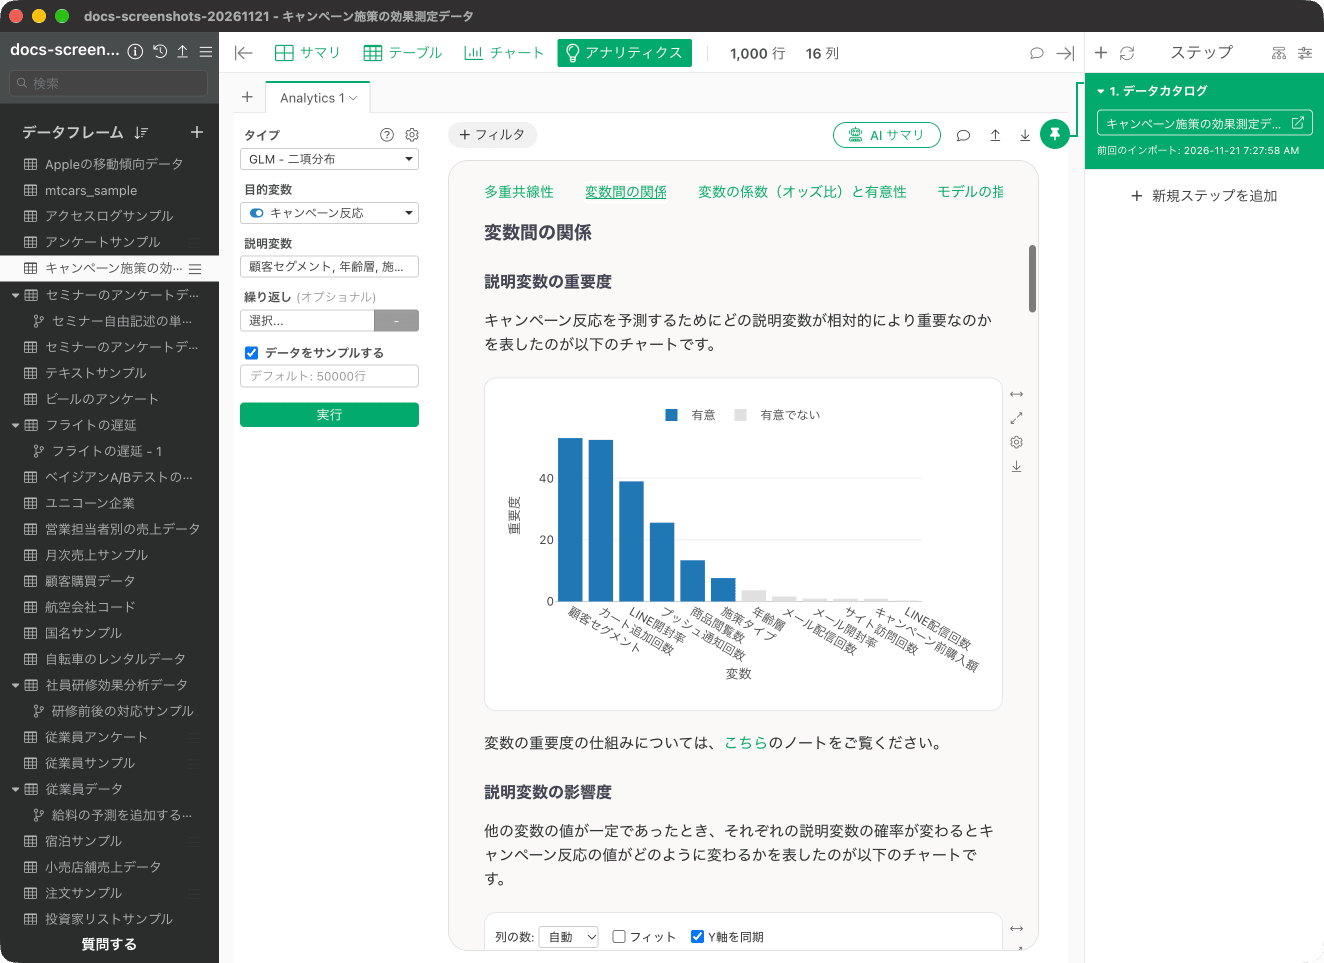 docs-screenshots-20261121 - キャンペーン施策の効果測定データ
docs-screen...
検索
データフレーム
Appleの移動傾向データ
mtcars_sample
アクセスログサンプル
アンケートサンプル
キャンペーン施策の効…
セミナーのアンケートデ…
セミナー自由記述の単…
セミナーのアンケートデ…
テキストサンプル
ビールのアンケート
フライトの遅延
フライトの遅延 - 1
ベイジアンA/Bテストの…
ユニコーン企業
営業担当者別の売上データ
月次売上サンプル
顧客購買データ
航空会社コード
国名サンプル
自転車のレンタルデータ
社員研修効果分析データ
研修前後の対応サンプル
従業員アンケート
従業員サンプル
従業員データ
給料の予測を追加する…
宿泊サンプル
小売店舗売上データ
注文サンプル
投資家リストサンプル
質問する
サマリ
テーブル
チャート
アナリティクス
1,000 行
16 列
Analytics 1
タイプ
GLM - 二項分布
目的変数
キャンペーン反応
説明変数
顧客セグメント, 年齢層, 施...
繰り返し (オプショナル)
選択...
-
データをサンプルする
デフォルト: 50000行
実行
+ フィルタ
AI サマリ
多重共線性
変数間の関係
変数の係数（オッズ比）と有意性
モデルの指
変数間の関係
説明変数の重要度
キャンペーン反応を予測するためにどの説明変数が相対的により重要なのか
を表したのが以下のチャートです。
有意
有意でない
重要度
40
20
0
顧客セグメント
カート追加回数
LINE開封率
プッシュ通知回数
商品閲覧数
施策タイプ
年齢層
メール配信回数
メール開封率
サイト訪問回数
キャンペーン前購入額
LINE配信回数
変数
変数の重要度の仕組みについては、こちらのノートをご覧ください。
説明変数の影響度
他の変数の値が一定であったとき、それぞれの説明変数の確率が変わるとキ
ャンペーン反応の値がどのように変わるかを表したのが以下のチャートで
す。
列の数:
自動
フィット
Y軸を同期
ステップ
1. データカタログ
キャンペーン施策の効果測定デ...
前回のインポート: 2026-11-21 7:27:58 AM
+ 新規ステップを追加